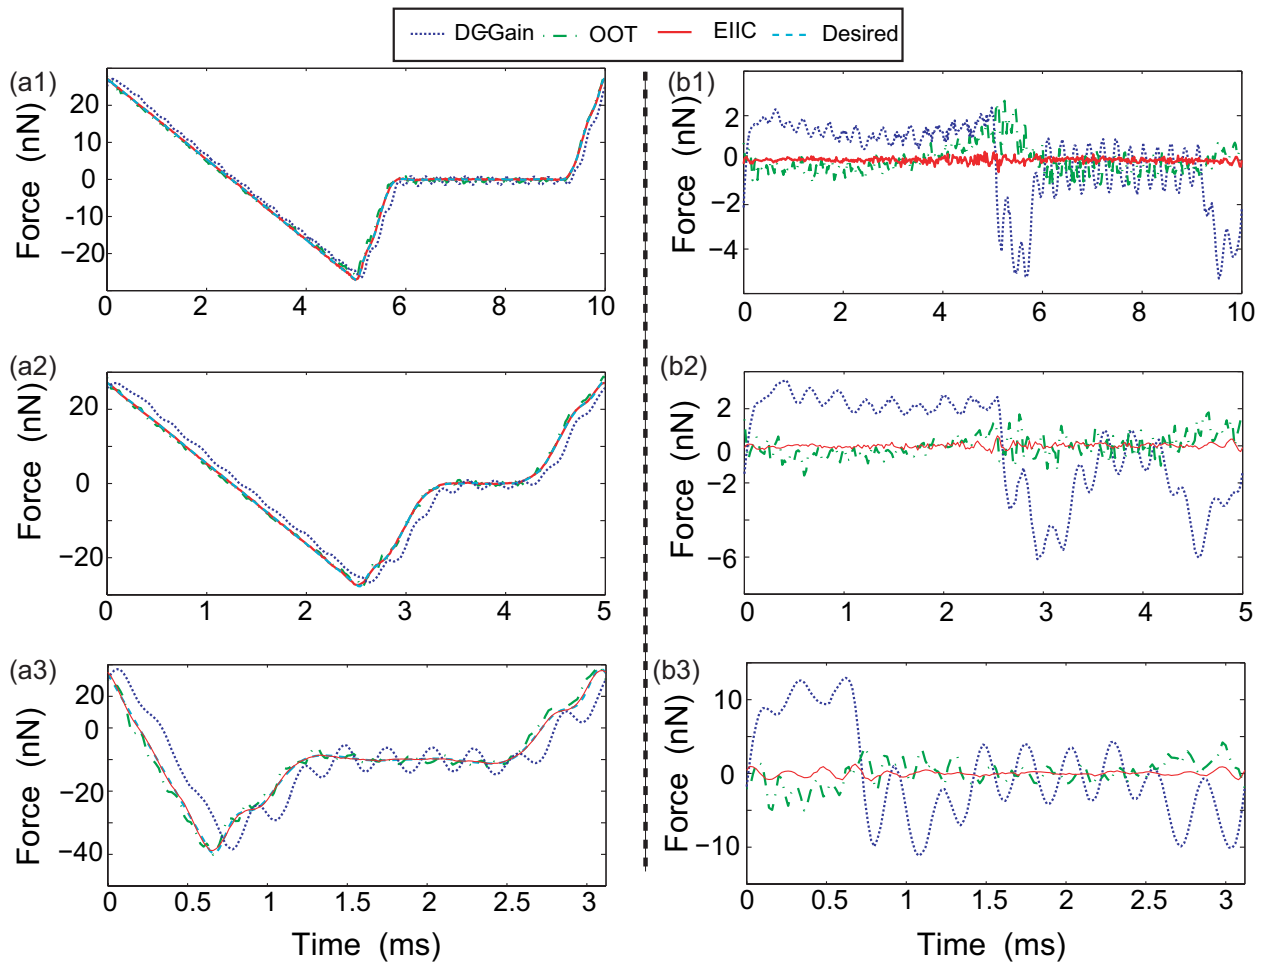 DC-Gain OOT EIIC Desired
(a1)
Force (nN)
20
10
0
-10
−20
0 2 4 6 8 10
(b1)
Force (nN)
2
0
−2
−4
−6
0 2 4 6 8 10
(a2)
Force (nN)
20
0
−20
0 1 2 3 4 5
(b2)
Force (nN)
2
0
−2
−6
0 1 2 3 4 5
(a3)
Force (nN)
20
0
−20
−40
0 0.5 1 1.5 2 2.5 3
Time (ms)
(b3)
Force (nN)
10
0
−10
0 0.5 1 1.5 2 2.5 3
Time (ms)